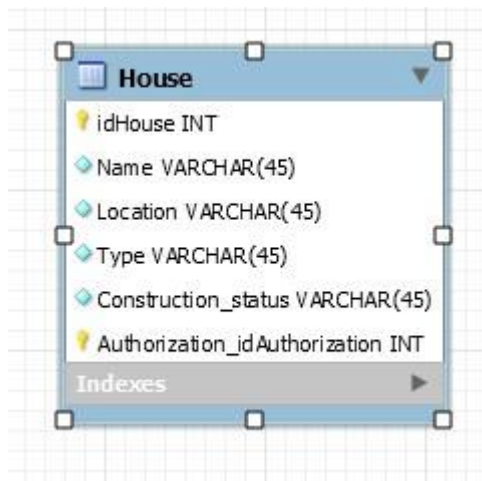 House
idHouse INT
Name VARCHAR(45)
Location VARCHAR(45)
Type VARCHAR(45)
Construction_status VARCHAR(45)
Authorization_idAuthorization INT
Indexes